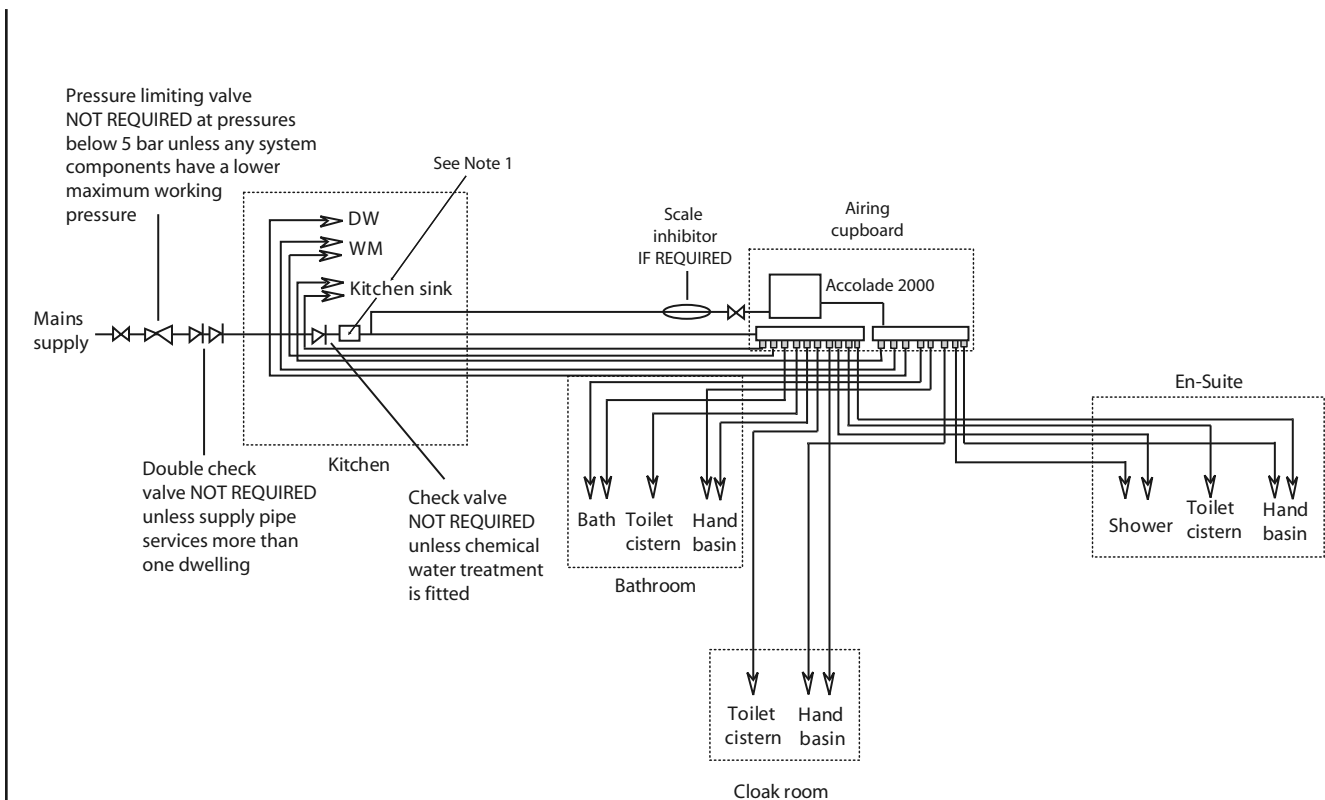 Pressure limiting valve
NOT REQUIRED at pressures
below 5 bar unless any system
components have a lower
maximum working
pressure
See Note 1
DW
WM
Kitchen sink
Scale
inhibitor
IF REQUIRED
Airing
cupboard
Accolade 2000
Mains
supply
En-Suite
Kitchen
Double check
valve NOT REQUIRED
unless supply pipe
services more than
one dwelling
Check valve
NOT REQUIRED
unless chemical
water treatment
is fitted
Bath
Toilet
cistern
Hand
basin
Bathroom
Shower
Toilet
cistern
Hand
basin
Toilet
cistern
Hand
basin
Cloak room